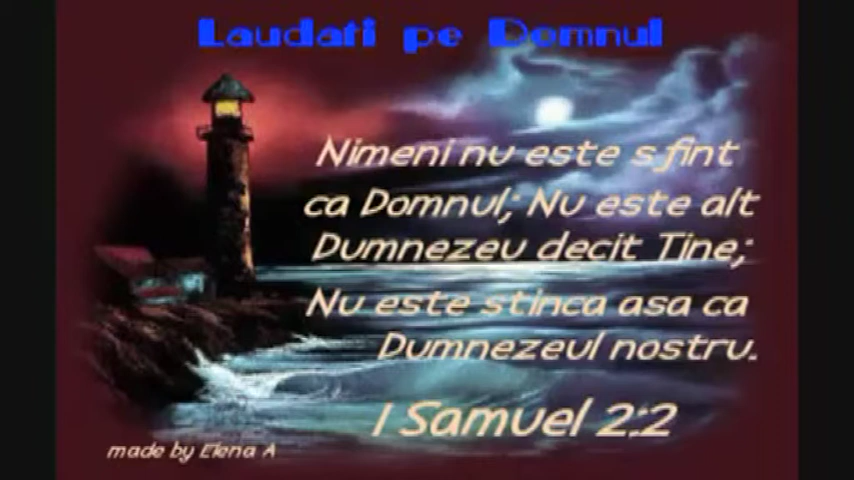 Laudati pe Domnul
Nimeni nu este sfint
ca Domnul; Nu este alt
Dumnezeu decit Tine;
Nu este stinca asa ca
Dumnezeul nostru.
1 Samuel 2:2
made by Elena A